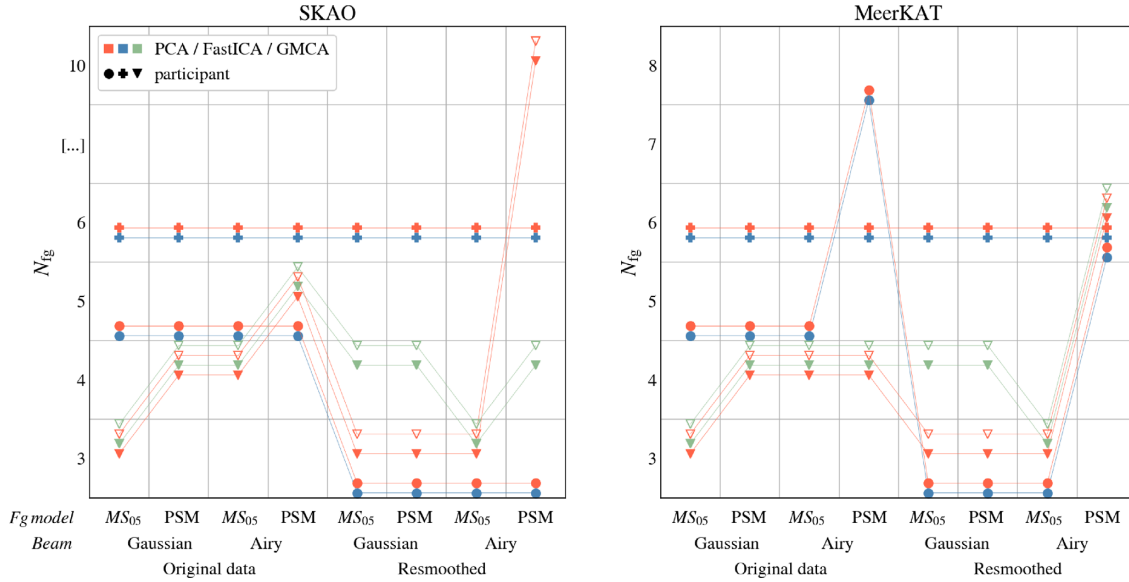 SKAO
MeerKAT
PCA / FastICA / GMCA
participant
10
[...]
6
5
4
3
N_fg
8
7
6
5
4
3
N_fg
Fg model MS₀₅ PSM MS₀₅ PSM MS₀₅ PSM MS₀₅ PSM MS₀₅ PSM MS₀₅ PSM MS₀₅ PSM MS₀₅ PSM
Beam Gaussian Airy Gaussian Airy Gaussian Airy Gaussian Airy
Original data Resmoothed Original data Resmoothed